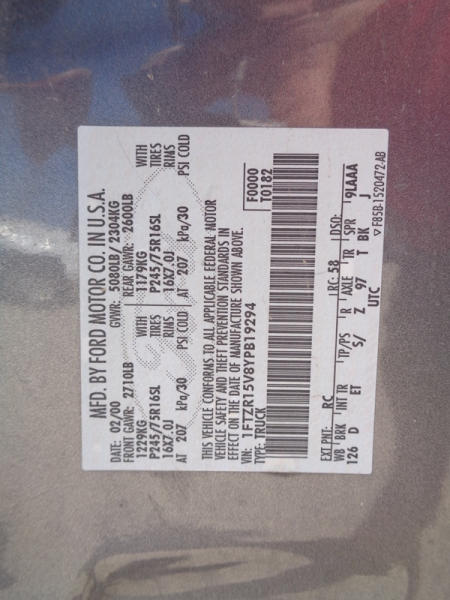 MFD. BY FORD MOTOR CO. IN U.S.A.
DATE: 02/00 GVWR: 5080LB/ 2304KG
FRONT GAWR: 2710LB REAR GAWR: 2600LB
1229KG WITH 1179KG WITH
P245/75R16SL TIRES P245/75R16SL TIRES
16X7.0J RIMS 16X7.0J RIMS
AT 207 kPa/30 PSI COLD AT 207 kPa/30 PSI COLD
THIS VEHICLE CONFORMS TO ALL APPLICABLE FEDERAL MOTOR
VEHICLE SAFETY AND THEFT PREVENTION STANDARDS IN
EFFECT ON THE DATE OF MANUFACTURE SHOWN ABOVE.
VIN: 1FTZR15V8YPB19294 F0000
TYPE: TRUCK T0182
EXT PNT: RC RC: 58 DSO:
WB BRK INT TR TP/PS R AXLE TR SPR 9LAAA
126 D ET S/ Z 97 T BK J
UTC
F85B-1520472-AB